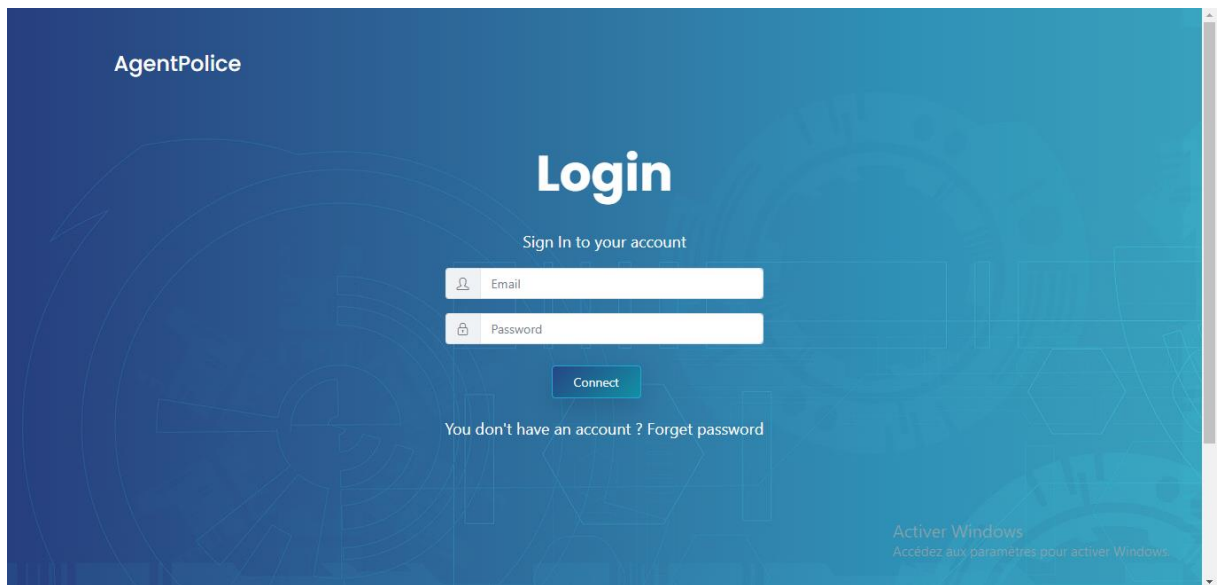 AgentPolice
Login
Sign In to your account
Email
Password
Connect
You don't have an account ? Forget password
Activer Windows
Accédez aux paramètres pour activer Windows.